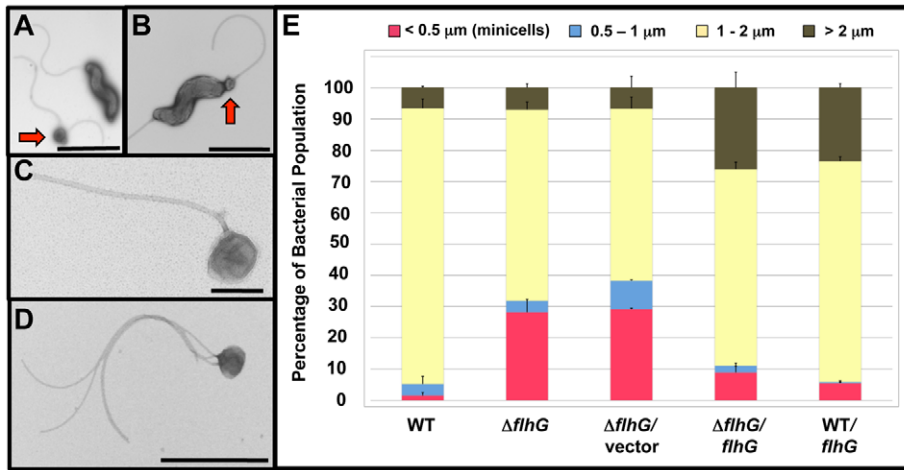 A
B
C
D
E
< 0.5 μm (minicells) 0.5 – 1 μm 1 - 2 μm > 2 μm
Percentage of Bacterial Population
100
90
80
70
60
50
40
30
20
10
0
WT ΔflhG ΔflhG/ ΔflhG/ WT/
vector flhG flhG